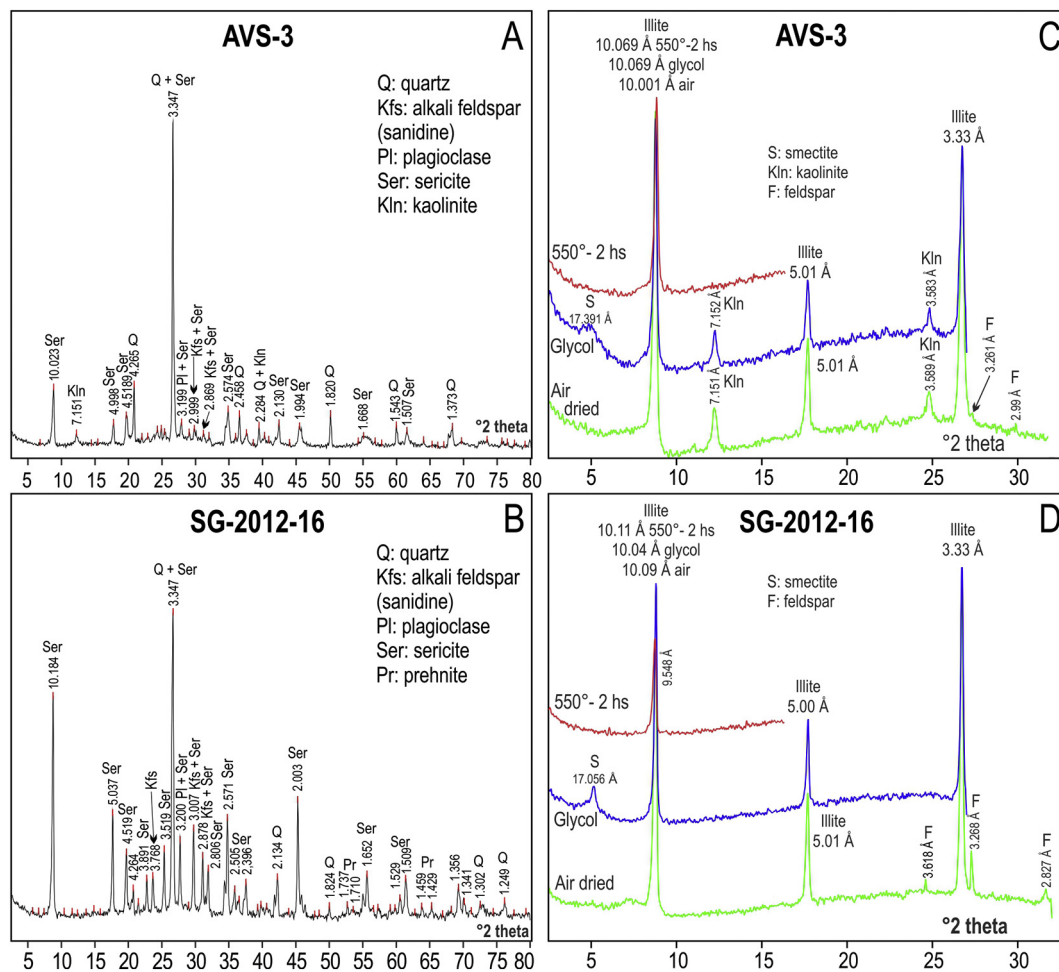 AVS-3
A
Q + Ser
3.347
Q: quartz
Kfs: alkali feldspar
(sanidine)
Pl: plagioclase
Ser: sericite
Kln: kaolinite
Ser
10.023
Kln
7.151
4.998 Ser
4.5189 Ser
4.265 Q
3.199 Pl + Ser
2.999 Kfs + Ser
2.869 Kfs + Ser
2.574 Ser
2.458 Q
2.284 Q + Kln
2.130 Ser
1.994 Ser
1.820 Q
1.668 Ser
1.543 Q
1.507 Ser
1.373 Q
°2 theta
5 10 15 20 25 30 35 40 45 50 55 60 65 70 75 80
AVS-3
C
Illite
10.069 Å 550°-2 hs
10.069 Å glycol
10.001 Å air
Illite
3.33 Å
S: smectite
Kln: kaolinite
F: feldspar
550°- 2 hs
S
17.391 Å
Glycol
Air
dried
7.152 Å Kln
7.151 Å Kln
Illite
5.01 Å
5.01 Å
Kln
3.583 Å
Kln
3.589 Å
F
3.261 Å
F
2.99 Å
°2 theta
5 10 15 20 25 30
SG-2012-16
B
Q + Ser
3.347
Q: quartz
Kfs: alkali feldspar
(sanidine)
Pl: plagioclase
Ser: sericite
Pr: prehnite
Ser
10.184
Ser
5.037
4.519 Ser
4.264
3.891 Ser
3.768 Kfs
3.519 Ser
3.200 Pl + Ser
3.007 Kfs + Ser
2.878 Kfs + Ser
2.806 Ser
2.571 Ser
2.505 Ser
2,396
2.134 Q
2.003 Ser
1.824 Q
1.737 Pr
1.710
1.652 Ser
1.529 Ser
1.509
1.459 Pr
1.429
1.356
1.341
1.302 Q
1.249 Q
°2 theta
5 10 15 20 25 30 35 40 45 50 55 60 65 70 75 80
SG-2012-16
D
Illite
10.11 Å 550°- 2 hs
10.04 Å glycol
10.09 Å air
Illite
3.33 Å
S: smectite
F: feldspar
9.548 Å
550°- 2 hs
S
17.056 Å
Glycol
Air dried
Illite
5.00 Å
Illite
5.01 Å
3.618 Å F
3.268 Å F
2.827 Å F
°2 theta
5 10 15 20 25 30